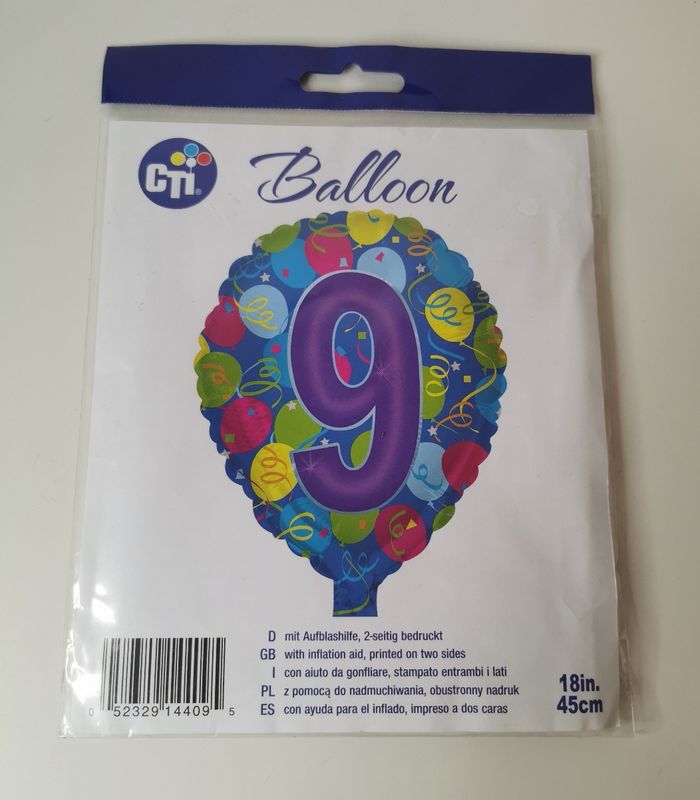 CTI®
Balloon
9
D mit Aufblashilfe, 2-seitig bedruckt
GB with inflation aid, printed on two sides
I con aiuto da gonfliare, stampato entrambi i lati
PL z pomocą do nadmuchiwania, obustronny nadruk
ES con ayuda para el inflado, impreso a dos caras
18in.
45cm
0 52329 14409 5